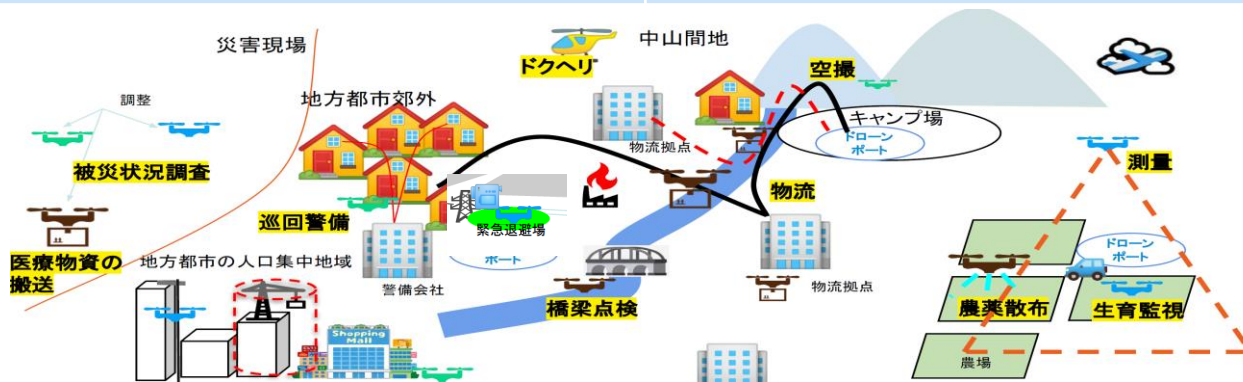 災害現場
調整
被災状況調査
医療物資の
搬送
地方都市郊外
巡回警備
地方都市の人口集中地域
警備会社
Shopping
Mall
ドクヘリ
中山間地
物流拠点
緊急退避場
ポート
橋梁点検
空撮
キャンプ場
ドローン
ポート
物流
物流拠点
測量
ドローン
ポート
農薬散布
生育監視
農場